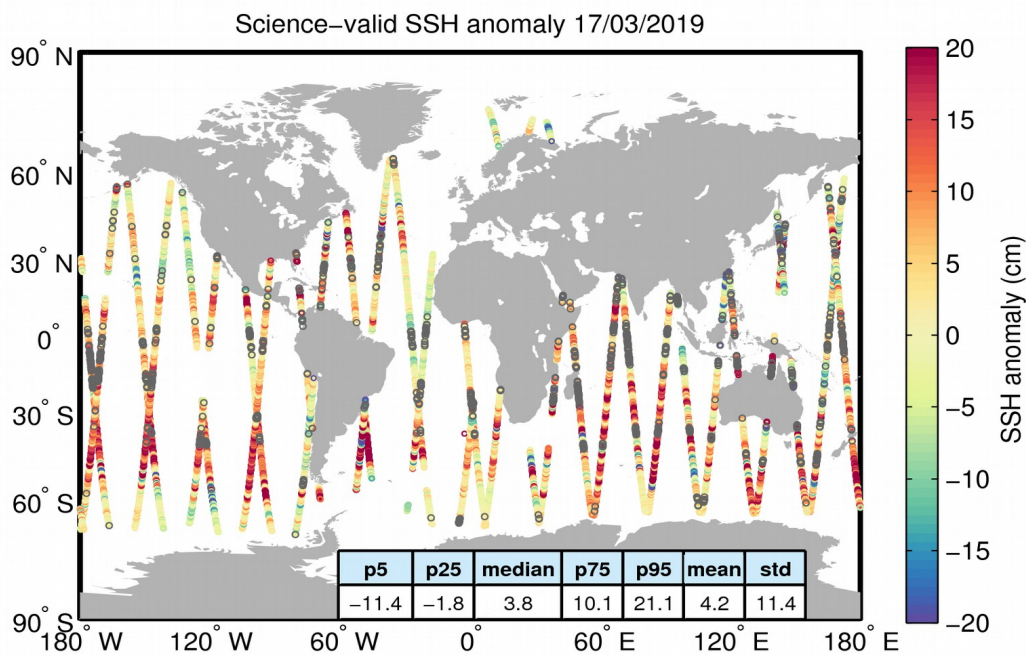 Science−valid SSH anomaly 17/03/2019
90° N
60° N
30° N
0°
30° S
60° S
90° S
180° W 120° W 60° W 0° 60° E 120° E 180° E
p5 p25 median p75 p95 mean std
−11.4 −1.8 3.8 10.1 21.1 4.2 11.4
20
15
10
5
0
−5
−10
−15
−20
SSH anomaly (cm)